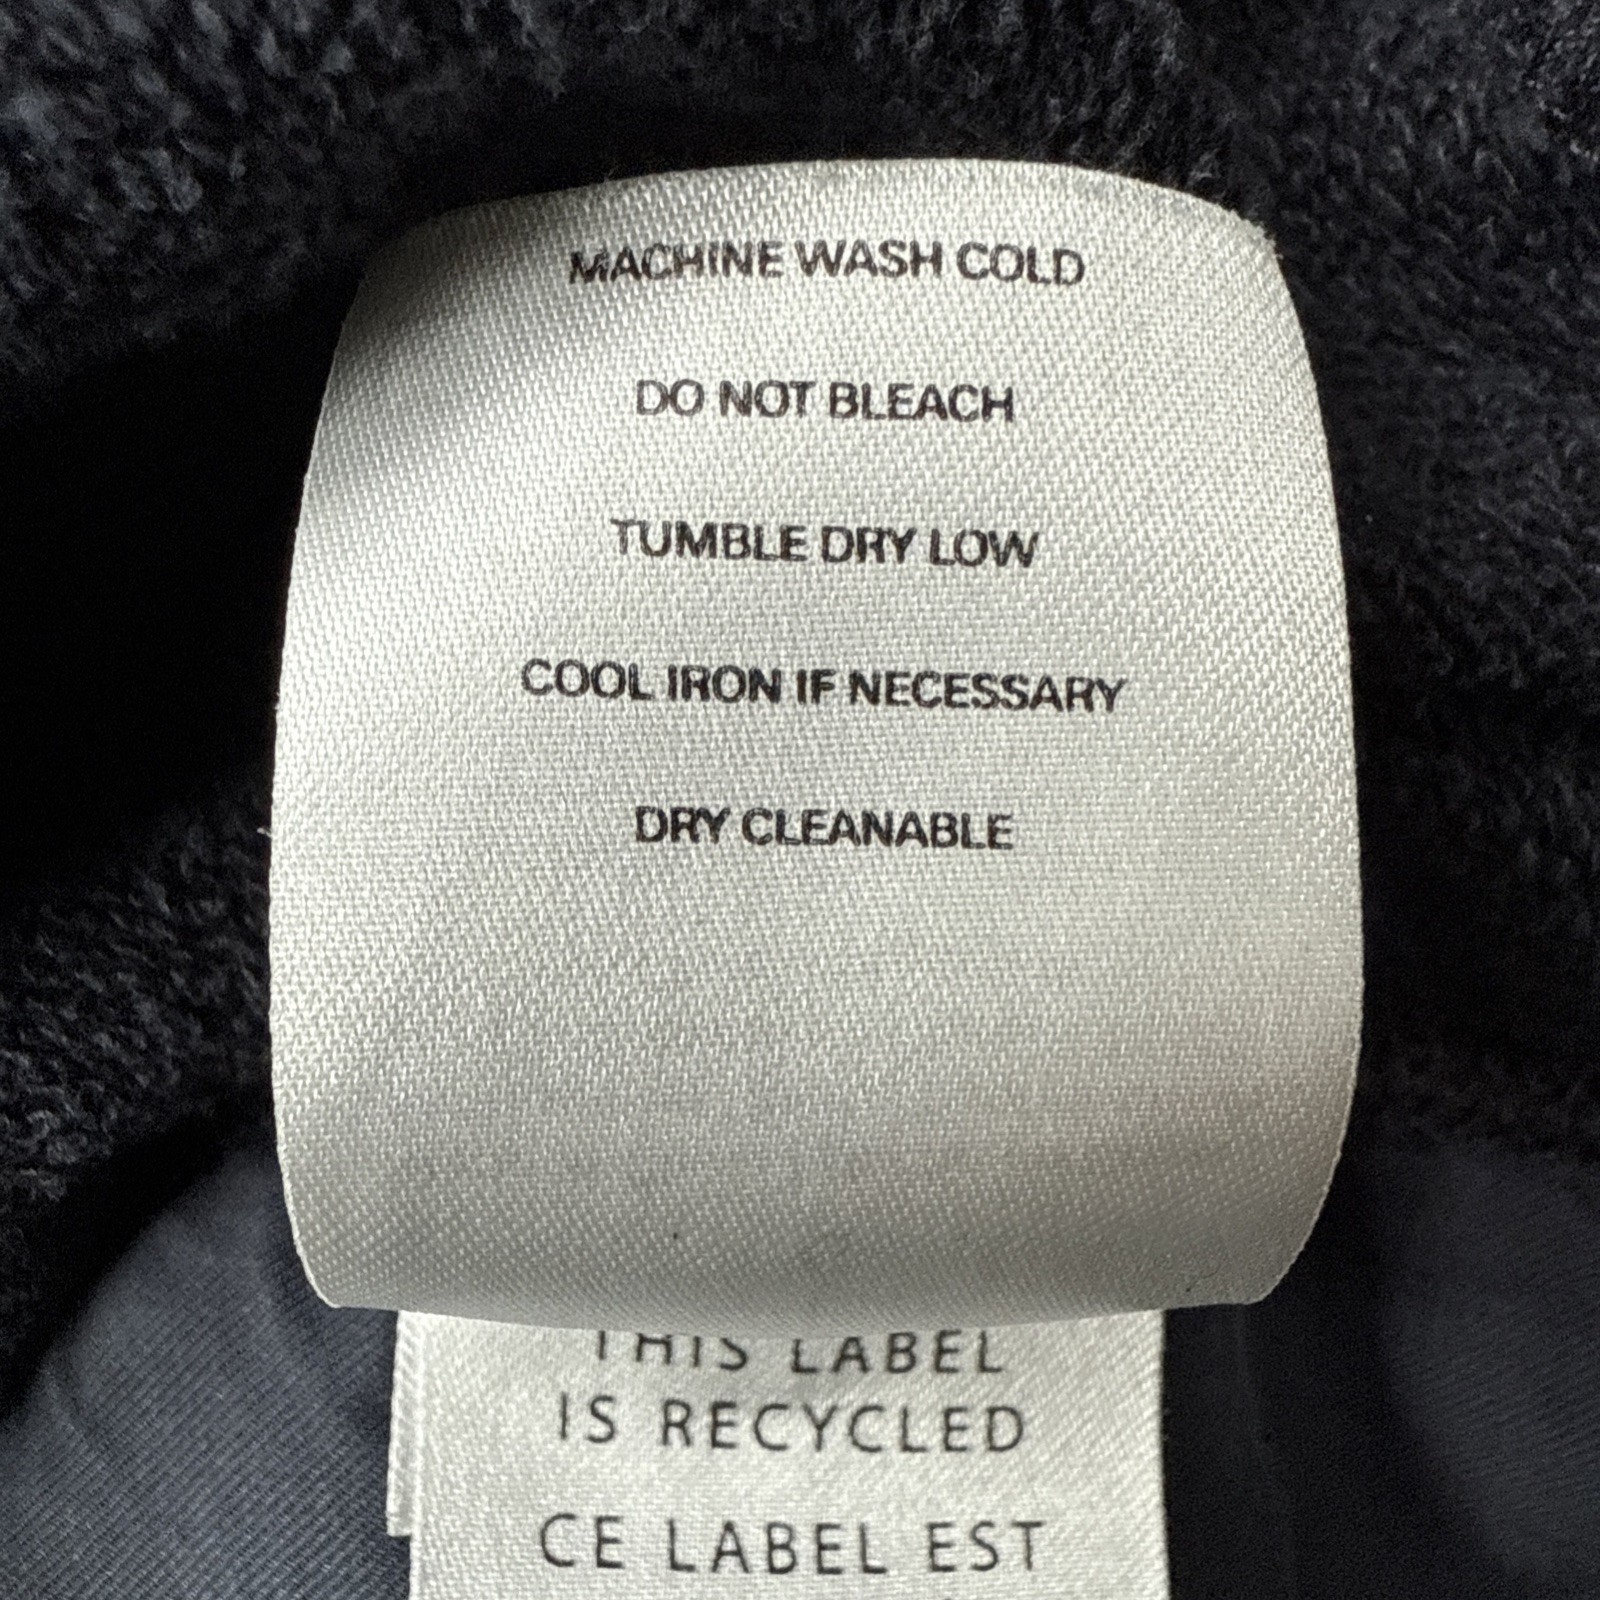 MACHINE WASH COLD
DO NOT BLEACH
TUMBLE DRY LOW
COOL IRON IF NECESSARY
DRY CLEANABLE
THIS LABEL
IS RECYCLED
CE LABEL EST